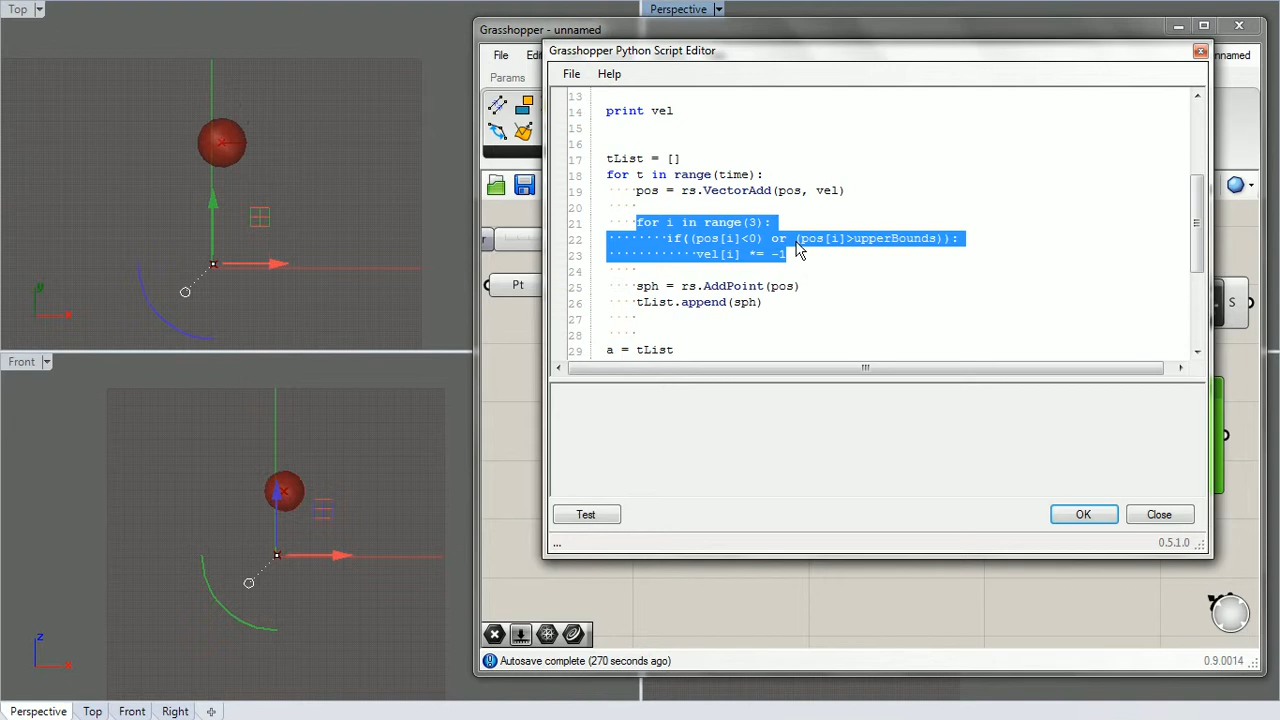 Top
Perspective
Grasshopper - unnamed
File
Params
unnamed
Grasshopper Python Script Editor
File Help
13
14 print vel
15
16
17 tList = []
18 for t in range(time):
19 pos = rs.VectorAdd(pos, vel)
20
21 for i in range(3):
22 if((pos[i]<0) or (pos[i]>upperBounds)):
23 vel[i] *= -1
24
25 sph = rs.AddPoint(pos)
26 tList.append(sph)
27
28
29 a = tList
Pt
S
y
x
Front
z
x
Test OK Close
... 0.5.1.0
Autosave complete (270 seconds ago) 0.9.0014
Perspective Top Front Right